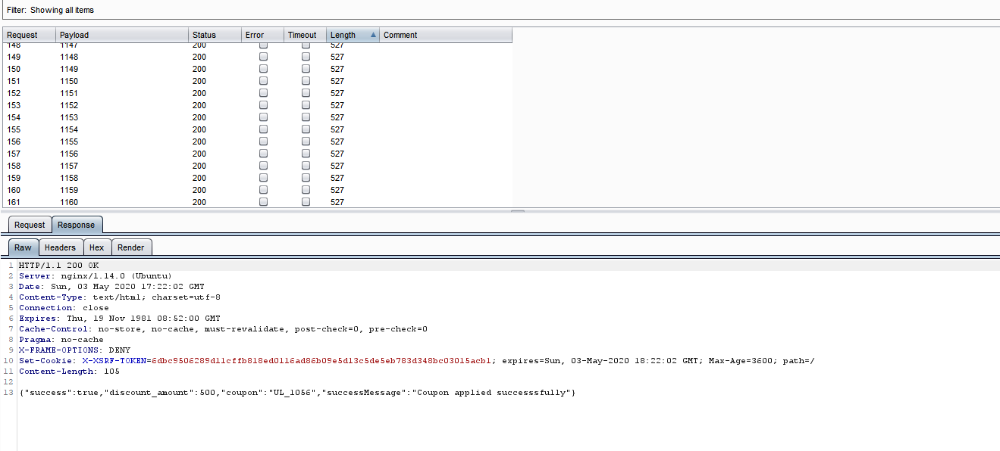 Filter: Showing all items
Request Payload Status Error Timeout Length Comment
148 1147 200 527
149 1148 200 527
150 1149 200 527
151 1150 200 527
152 1151 200 527
153 1152 200 527
154 1153 200 527
155 1154 200 527
156 1155 200 527
157 1156 200 527
158 1157 200 527
159 1158 200 527
160 1159 200 527
161 1160 200 527
Request Response
Raw Headers Hex Render
1 HTTP/1.1 200 OK
2 Server: nginx/1.14.0 (Ubuntu)
3 Date: Sun, 03 May 2020 17:22:02 GMT
4 Content-Type: text/html; charset=utf-8
5 Connection: close
6 Expires: Thu, 19 Nov 1981 08:52:00 GMT
7 Cache-Control: no-store, no-cache, must-revalidate, post-check=0, pre-check=0
8 Pragma: no-cache
9 X-FRAME-OPTIONS: DENY
10 Set-Cookie: X-XSRF-TOKEN=6dbc9506289d11cffb818ed0116ad86b09e5d13c5de5eb783d348bc03015acb1; expires=Sun, 03-May-2020 18:22:02 GMT; Max-Age=3600; path=/
11 Content-Length: 105
12
13 {"success":true,"discount_amount":500,"coupon":"UL_1056","successMessage":"Coupon applied successsfully"}